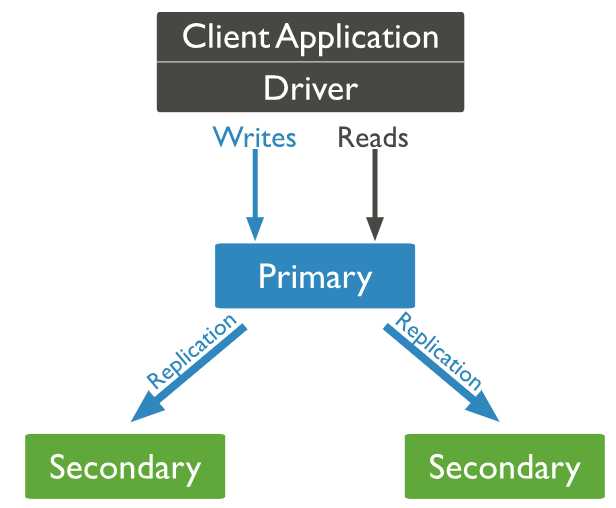 Client Application
Driver
Writes
Reads
Primary
Replication
Replication
Secondary
Secondary